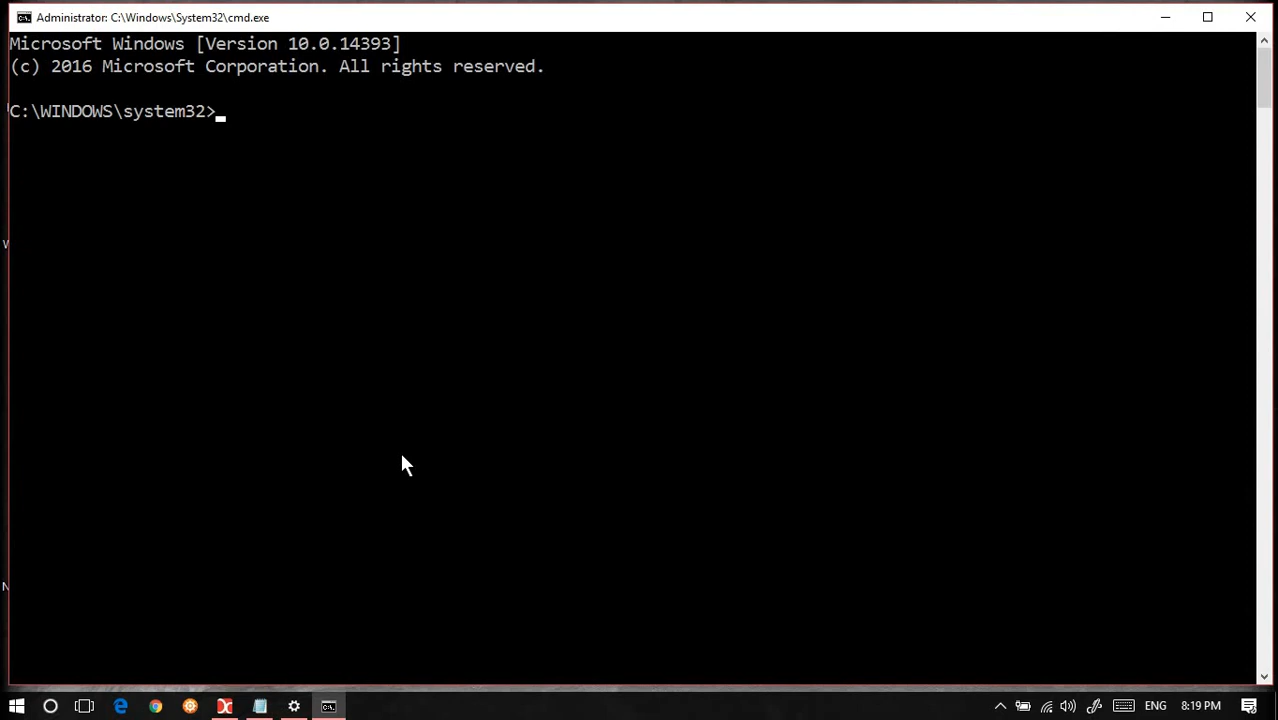 Administrator: C:\Windows\System32\cmd.exe
Microsoft Windows [Version 10.0.14393]
(c) 2016 Microsoft Corporation. All rights reserved.
C:\WINDOWS\system32>
W
N
ENG
8:19 PM